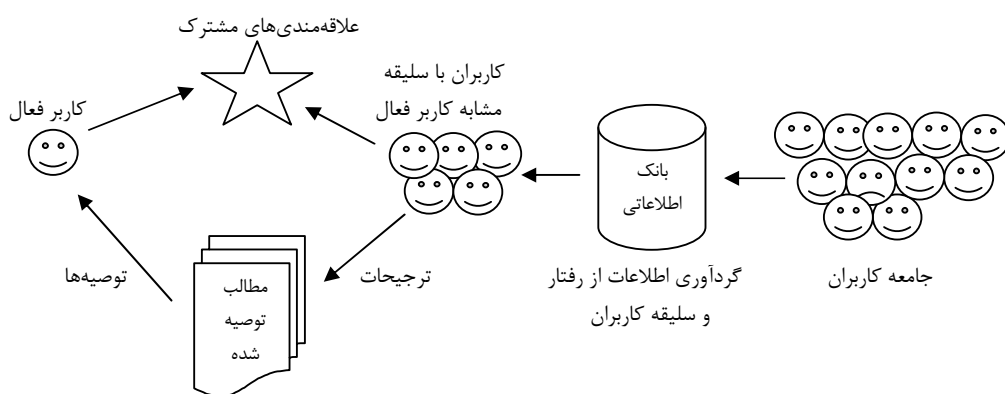 علاقه‌مندی‌های مشترک
کاربران با سلیقه
مشابه کاربر فعال
کاربر فعال
بانک
اطلاعاتی
جامعه کاربران
گردآوری اطلاعات از رفتار
و سلیقه کاربران
ترجیحات
توصیه‌ها
مطالب
توصیه
شده